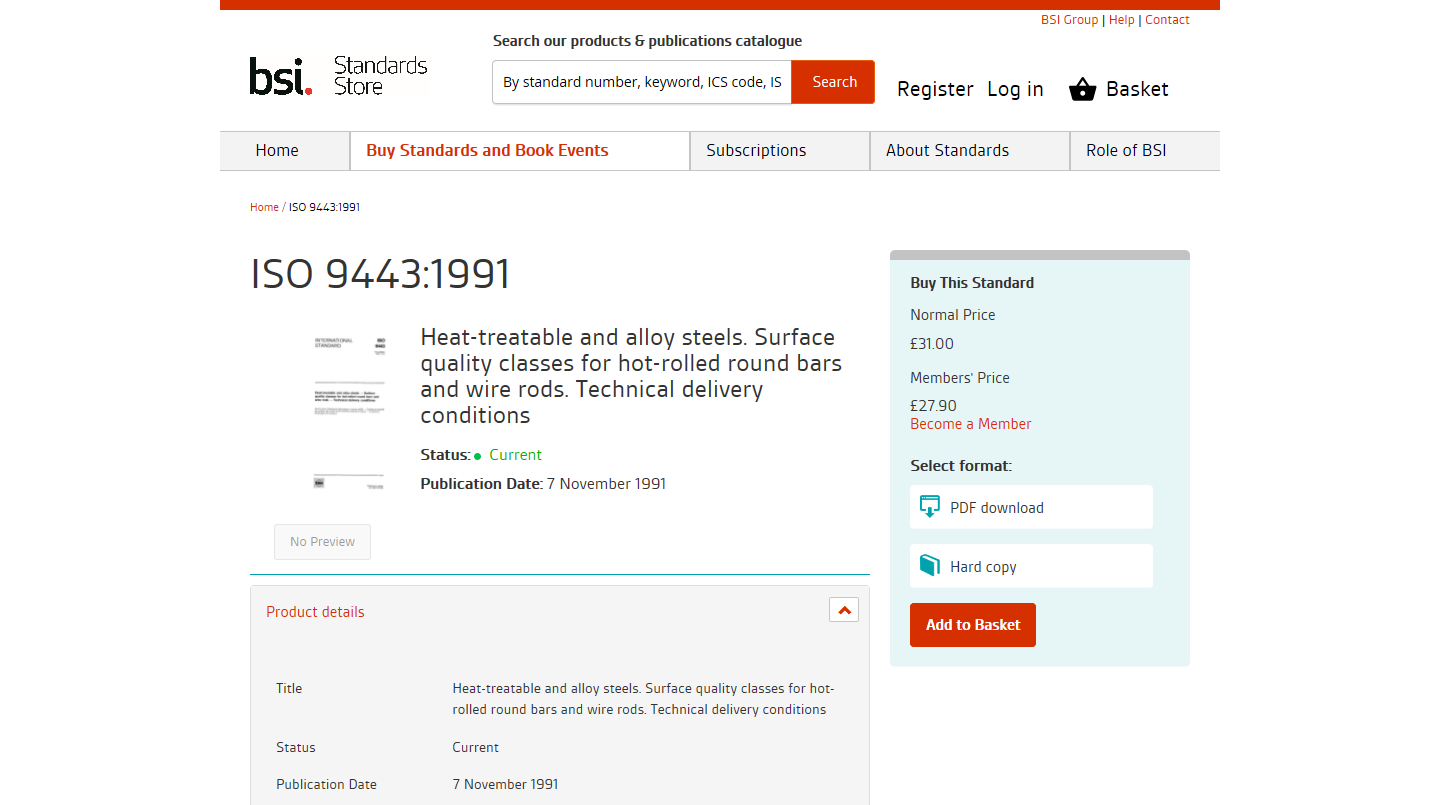 BSI Group | Help | Contact
Search our products & publications catalogue
bsi. Standards Store
By standard number, keyword, ICS code, IS
Search
Register
Log in
Basket
Home
Buy Standards and Book Events
Subscriptions
About Standards
Role of BSI
Home / ISO 9443:1991
ISO 9443:1991
INTERNATIONAL
STANDARD
ISO
Heat-treatable and alloy steels. Surface
quality classes for hot-rolled round bars
and wire rods. Technical delivery
conditions
Status: Current
Publication Date: 7 November 1991
No Preview
Buy This Standard
Normal Price
£31.00
Members' Price
£27.90
Become a Member
Select format:
PDF download
Hard copy
Add to Basket
Product details
Title
Heat-treatable and alloy steels. Surface quality classes for hot-
rolled round bars and wire rods. Technical delivery conditions
Status
Current
Publication Date
7 November 1991